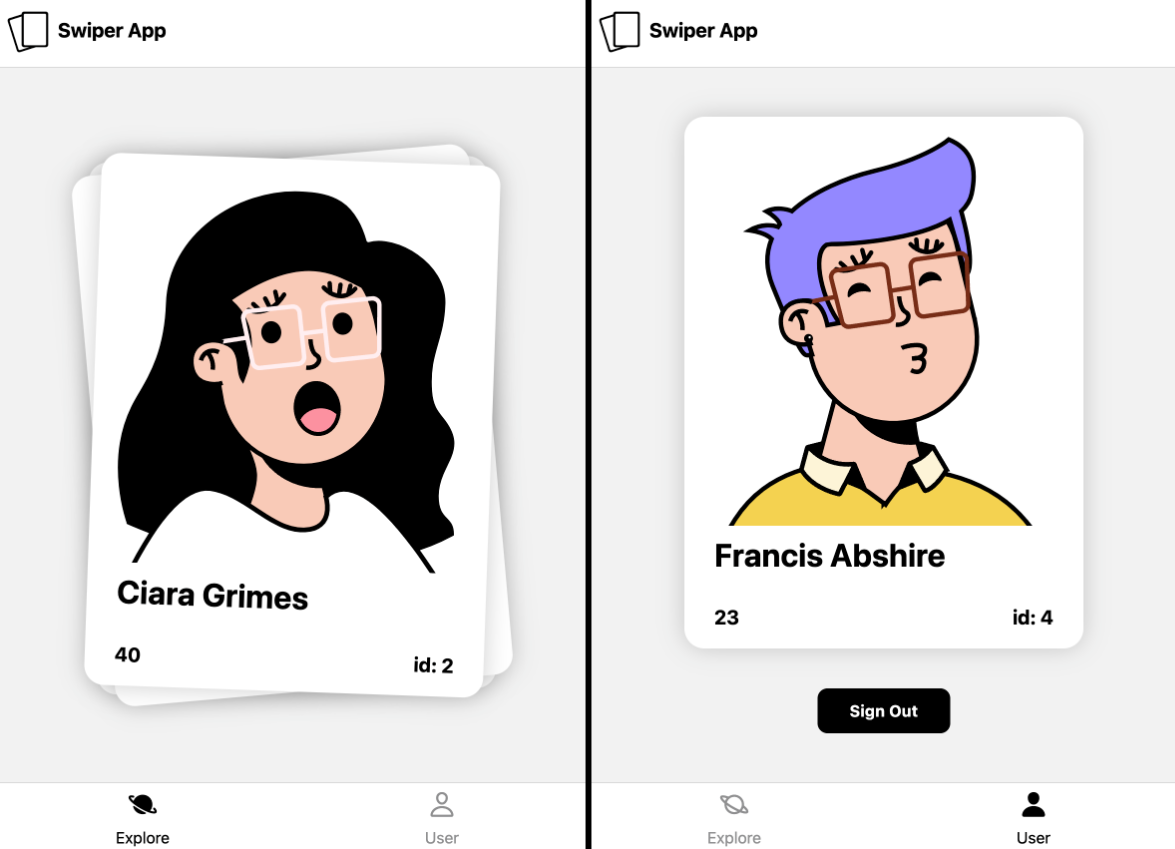 Swiper App
Ciara Grimes
40
id: 2
Explore
User
Swiper App
Francis Abshire
23
id: 4
Sign Out
Explore
User